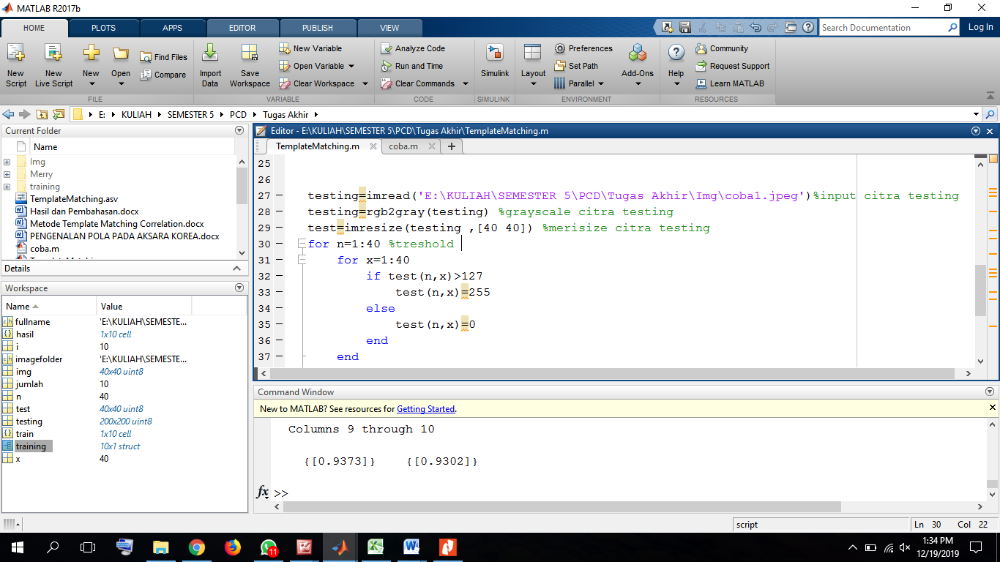 MATLAB R2017b
HOME PLOTS APPS EDITOR PUBLISH VIEW
Search Documentation Log In
New Script
New Live Script
New
Open
Find Files
Compare
FILE
Import Data
Save Workspace
New Variable
Open Variable
Clear Workspace
VARIABLE
Analyze Code
Run and Time
Clear Commands
CODE
Simulink
SIMULINK
Layout
Preferences
Set Path
Parallel
Add-Ons
ENVIRONMENT
Help
Community
Request Support
Learn MATLAB
RESOURCES
E: KULIAH SEMESTER 5 PCD Tugas Akhir
Current Folder
Name
Img
Merry
training
TemplateMatching.asv
Hasil dan Pembahasan.docx
Metode Template Matching Correlation.docx
PENGENALAN POLA PADA AKSARA KOREA.docx
coba.m
Details
Workspace
Name Value
fullname 'E:\KULIAH\SEMESTE...
hasil 1x10 cell
i 10
imagefolder 'E:\KULIAH\SEMESTE...
img 40x40 uint8
jumlah 10
n 40
test 40x40 uint8
testing 200x200 uint8
train 1x10 cell
training 10x1 struct
x 40
Editor - E:\KULIAH\SEMESTER 5\PCD\Tugas Akhir\TemplateMatching.m
TemplateMatching.m coba.m
25
26
27 testing=imread('E:\KULIAH\SEMESTER 5\PCD\Tugas Akhir\Img\coba1.jpeg')%input citra testing
28 testing=rgb2gray(testing) %grayscale citra testing
29 test=imresize(testing ,[40 40]) %merisize citra testing
30 for n=1:40 %treshold
31 for x=1:40
32 if test(n,x)>127
33 test(n,x)=255
34 else
35 test(n,x)=0
36 end
37 end
Command Window
New to MATLAB? See resources for Getting Started.
Columns 9 through 10
{[0.9373]} {[0.9302]}
fx >>
script Ln 30 Col 22
11
1:34 PM
12/19/2019